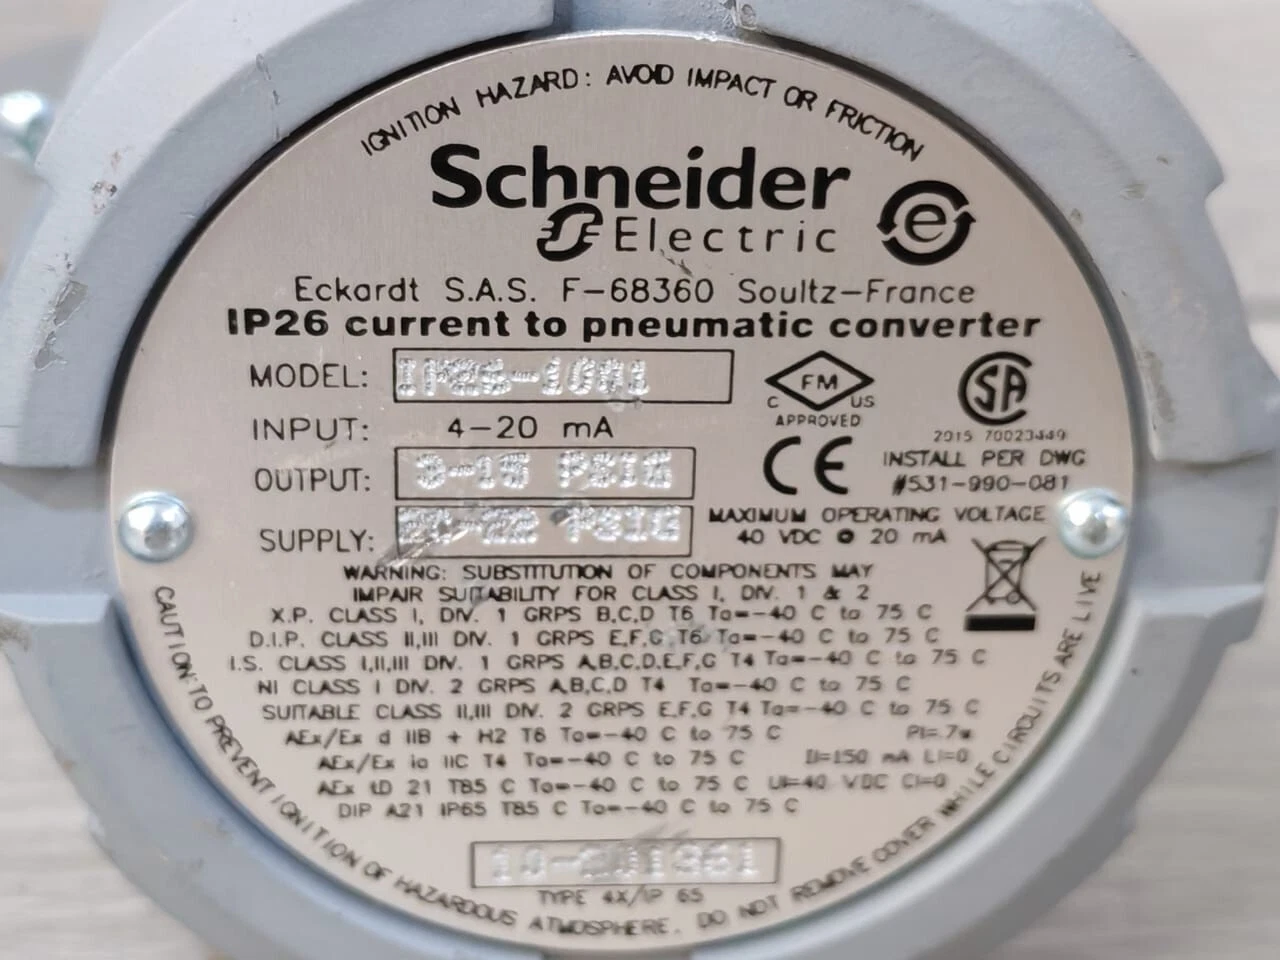 IGNITION HAZARD: AVOID IMPACT OR FRICTION
Schneider
Electric
Eckardt S.A.S. F-68360 Soultz-France
IP26 current to pneumatic converter
MODEL:
INPUT: 4-20 mA
OUTPUT: 3-15 PSIG
SUPPLY: 20-22 PSIG
C FM US
APPROVED
SA
2015 70023449
CE
INSTALL PER DWG
#531-990-081
MAXIMUM OPERATING VOLTAGE
40 VDC @ 20 mA
WARNING: SUBSTITUTION OF COMPONENTS MAY
IMPAIR SUITABILITY FOR CLASS I, DIV. 1 & 2
X.P. CLASS I, DIV. 1 GRPS B,C,D T6 Ta=-40 C to 75 C
D.I.P. CLASS II,III DIV. 1 GRPS E,F,G T6 Ta=-40 C to 75 C
I.S. CLASS I,II,III DIV. 1 GRPS A,B,C,D,E,F,G T4 Ta=-40 C to 75 C
NI CLASS I DIV. 2 GRPS A,B,C,D T4 Ta=-40 C to 75 C
SUITABLE CLASS II,III DIV. 2 GRPS E,F,G T4 Ta=-40 C to 75 C
AEx/Ex d IIB + H2 T6 Ta=-40 C to 75 C Pi=.7w
AEx/Ex ia IIC T4 Ta=-40 C to 75 C Ii=150 mA Li=0
AEx tD 21 T85 C Ta=-40 C to 75 C Ui=40 VDC Ci=0
DIP A21 IP65 T85 C Ta=-40 C to 75 C
TYPE 4X/IP 65
CAUTION: TO PREVENT IGNITION OF HAZARDOUS ATMOSPHERE. DO NOT REMOVE COVER WHILE CIRCUITS ARE LIVE